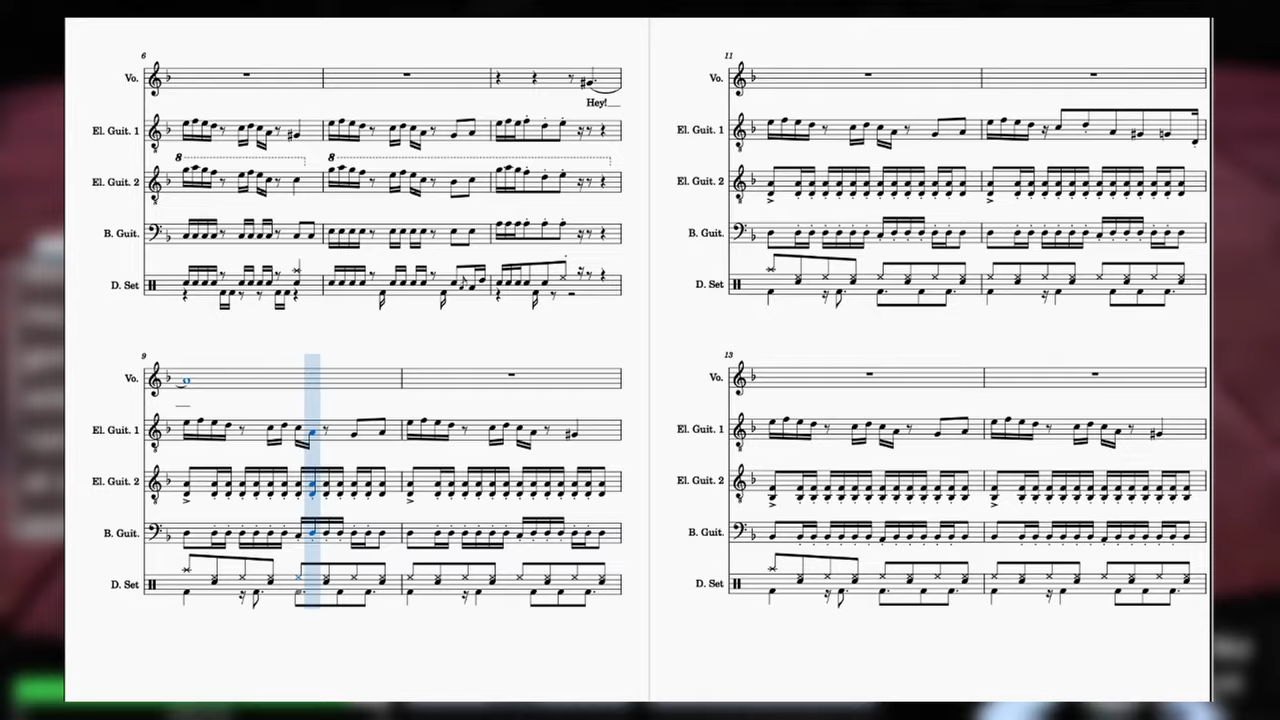 6
Vo.
Hey!
El. Guit. 1
8
8
El. Guit. 2
B. Guit.
D. Set
9
Vo.
El. Guit. 1
El. Guit. 2
B. Guit.
D. Set
11
Vo.
El. Guit. 1
El. Guit. 2
B. Guit.
D. Set
13
Vo.
El. Guit. 1
El. Guit. 2
B. Guit.
D. Set